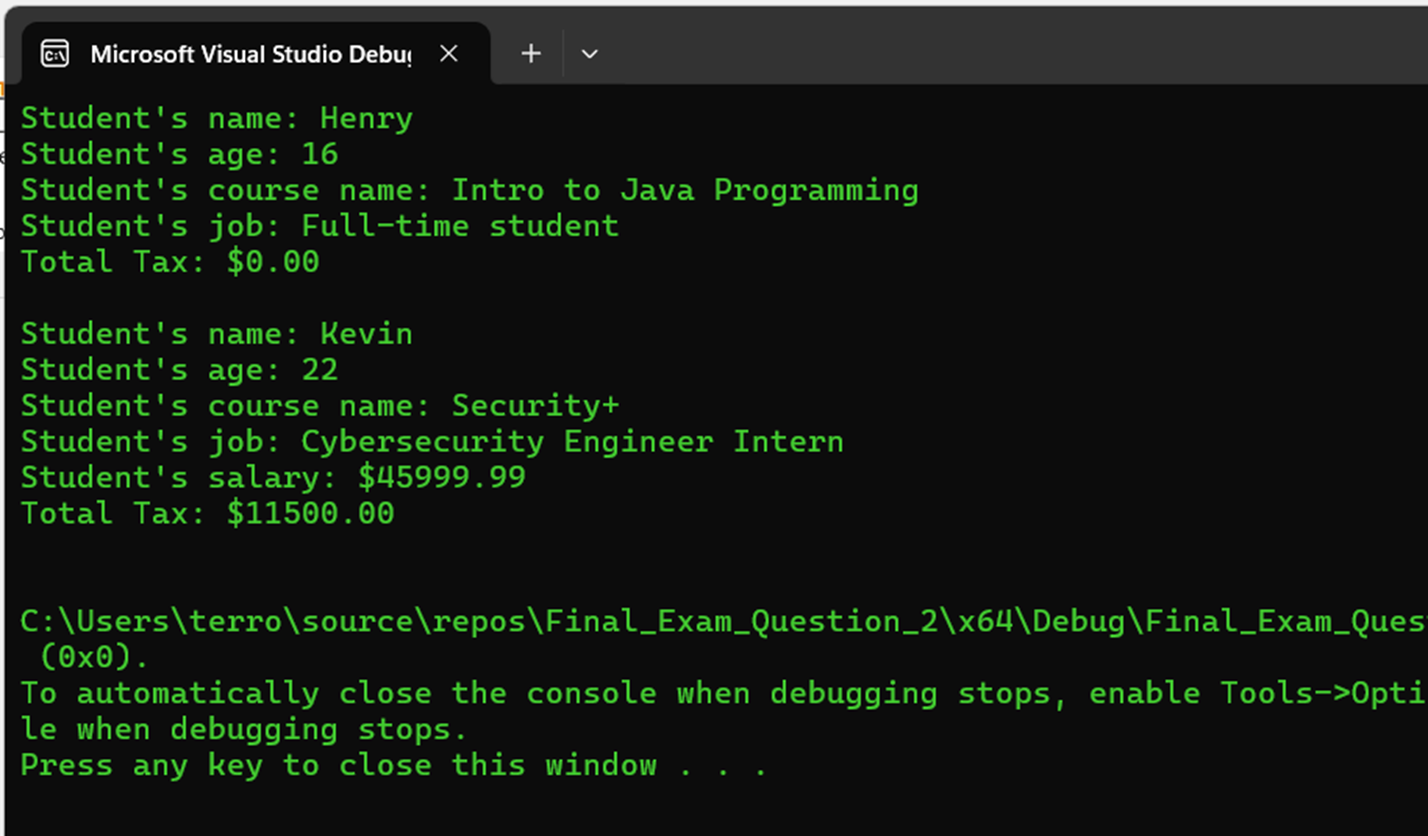 Microsoft Visual Studio Debug
Student's name: Henry
Student's age: 16
Student's course name: Intro to Java Programming
Student's job: Full-time student
Total Tax: $0.00
Student's name: Kevin
Student's age: 22
Student's course name: Security+
Student's job: Cybersecurity Engineer Intern
Student's salary: $45999.99
Total Tax: $11500.00
C:\Users\terro\source\repos\Final_Exam_Question_2\x64\Debug\Final_Exam_Ques
(0x0).
To automatically close the console when debugging stops, enable Tools->Opti
le when debugging stops.
Press any key to close this window . . .